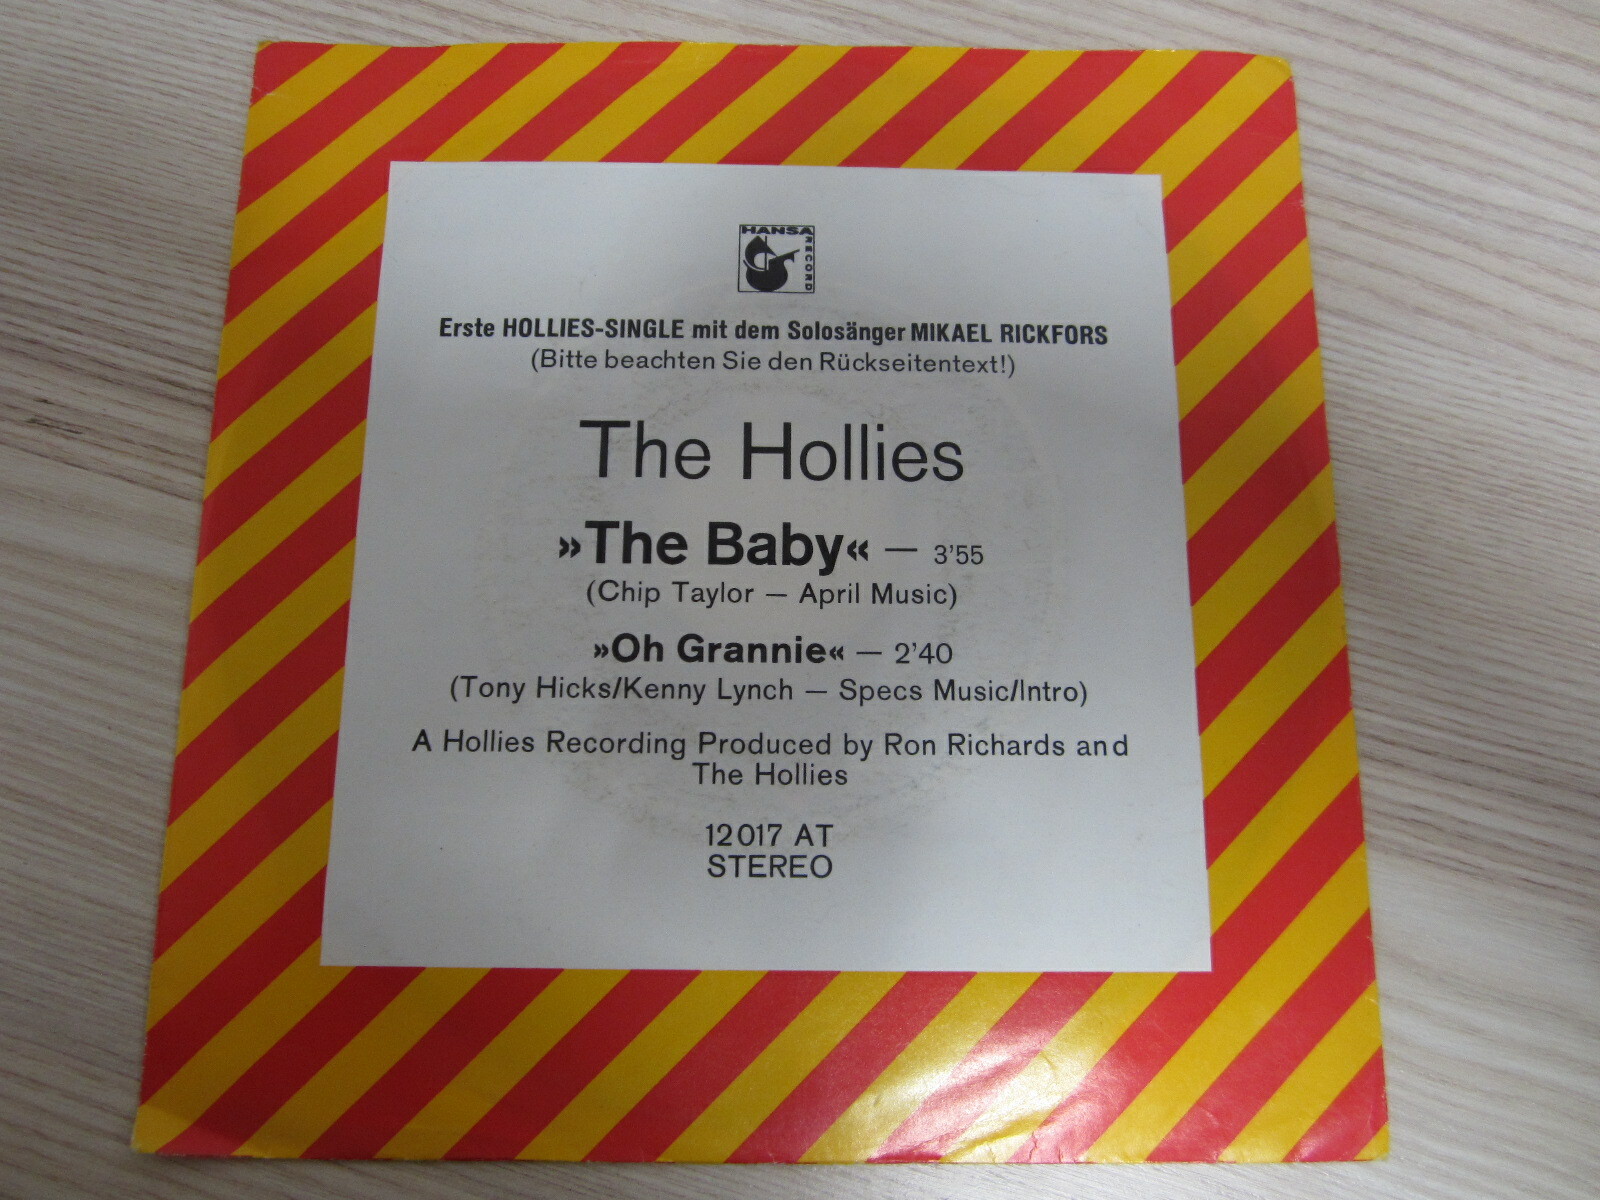 HANSA
RECORD
Erste HOLLIES-SINGLE mit dem Solosänger MIKAEL RICKFORS
(Bitte beachten Sie den Rückseitentext!)
The Hollies
»The Baby« — 3'55
(Chip Taylor — April Music)
»Oh Grannie« — 2'40
(Tony Hicks/Kenny Lynch — Specs Music/Intro)
A Hollies Recording Produced by Ron Richards and
The Hollies
12017 AT
STEREO